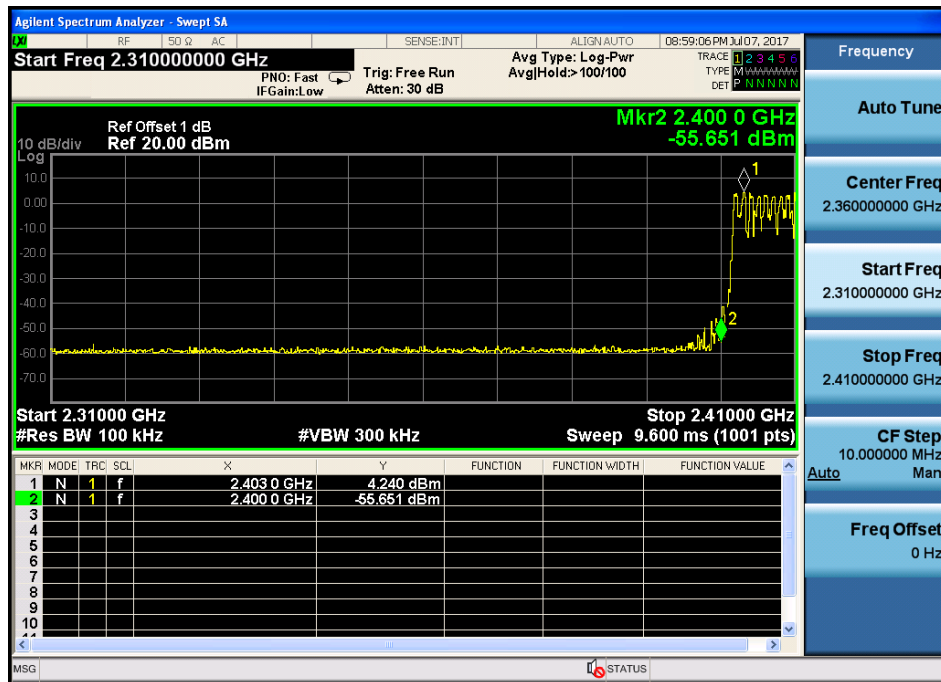 Agilent Spectrum Analyzer - Swept SA
LXI RF 50 Ω AC SENSE:INT ALIGN AUTO 08:59:06 PM Jul 07, 2017
Start Freq 2.310000000 GHz
PNO: Fast
IFGain:Low
Trig: Free Run
Atten: 30 dB
Avg Type: Log-Pwr
Avg|Hold:>100/100
TRACE 1 2 3 4 5 6
TYPE M WWWWW
DET P N N N N N
Mkr2 2.400 0 GHz
-55.651 dBm
Ref Offset 1 dB
10 dB/div Ref 20.00 dBm
Log
10.0
0.00
-10.0
-20.0
-30.0
-40.0
-50.0
-60.0
-70.0
1
2
Start 2.31000 GHz Stop 2.41000 GHz
#Res BW 100 kHz #VBW 300 kHz Sweep 9.600 ms (1001 pts)
MKR MODE TRC SCL X Y FUNCTION FUNCTION WIDTH FUNCTION VALUE
1 N 1 f 2.403 0 GHz 4.240 dBm
2 N 1 f 2.400 0 GHz -55.651 dBm
3
4
5
6
7
8
9
10
11
MSG STATUS
Frequency
Auto Tune
Center Freq
2.360000000 GHz
Start Freq
2.310000000 GHz
Stop Freq
2.410000000 GHz
CF Step
10.000000 MHz
Auto Man
Freq Offset
0 Hz